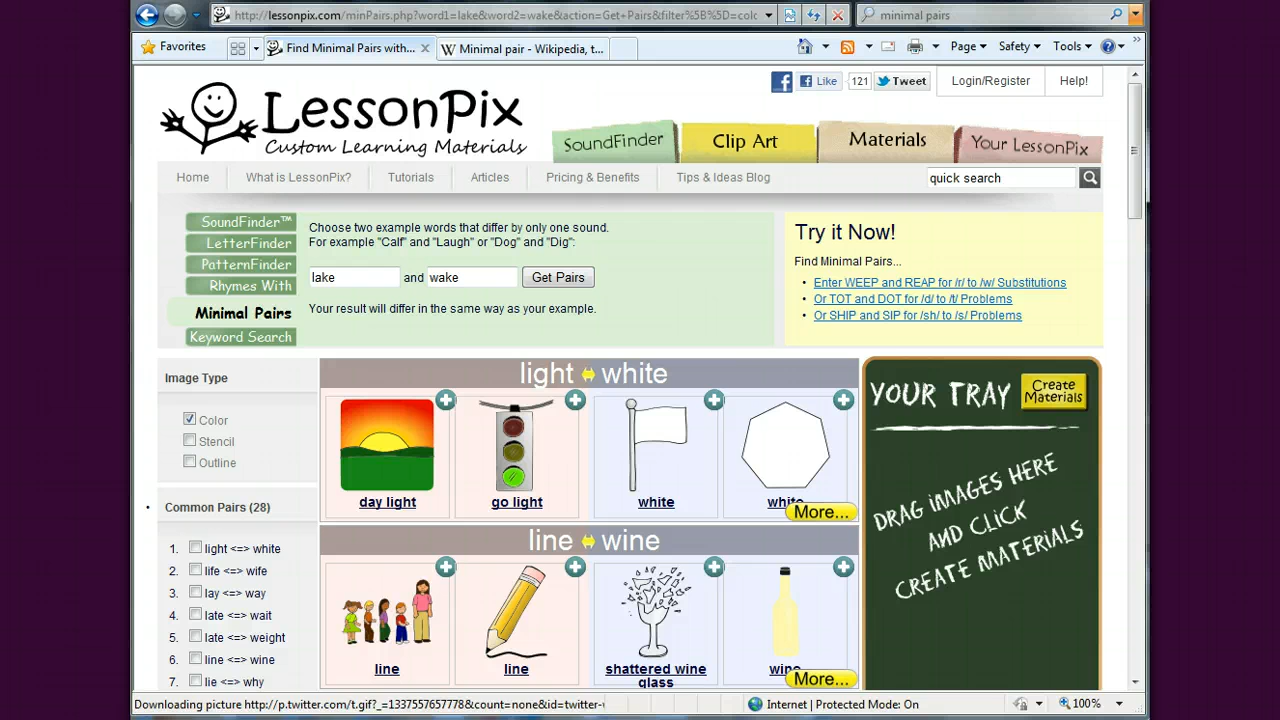 http://lessonpix.com/minPairs.php?word1=lake&word2=wake&action=Get+Pairs&filter%5B%5D=colo
minimal pairs
Favorites
Find Minimal Pairs with...
Minimal pair - Wikipedia, t...
Page
Safety
Tools
LessonPix
Custom Learning Materials
Like
121
Tweet
Login/Register
Help!
SoundFinder
Clip Art
Materials
Your LessonPix
Home
What is LessonPix?
Tutorials
Articles
Pricing & Benefits
Tips & Ideas Blog
quick search
SoundFinder™
LetterFinder
PatternFinder
Rhymes With
Minimal Pairs
Keyword Search
Choose two example words that differ by only one sound.
For example "Calf" and "Laugh" or "Dog" and "Dig":
lake and wake Get Pairs
Your result will differ in the same way as your example.
Try it Now!
Find Minimal Pairs...
• Enter WEEP and REAP for /r/ to /w/ Substitutions
• Or TOT and DOT for /d/ to /t/ Problems
• Or SHIP and SIP for /sh/ to /s/ Problems
Image Type
Color
Stencil
Outline
• Common Pairs (28)
1. light <=> white
2. life <=> wife
3. lay <=> way
4. late <=> wait
5. late <=> weight
6. line <=> wine
7. lie <=> why
light white
day light
go light
white
white
More...
line wine
line
line
shattered wine
glass
wine
More...
YOUR TRAY
Create
Materials
DRAG IMAGES HERE
AND CLICK
CREATE MATERIALS
Downloading picture http://p.twitter.com/t.gif?_=1337557657778&count=none&id=twitter-
Internet | Protected Mode: On
100%